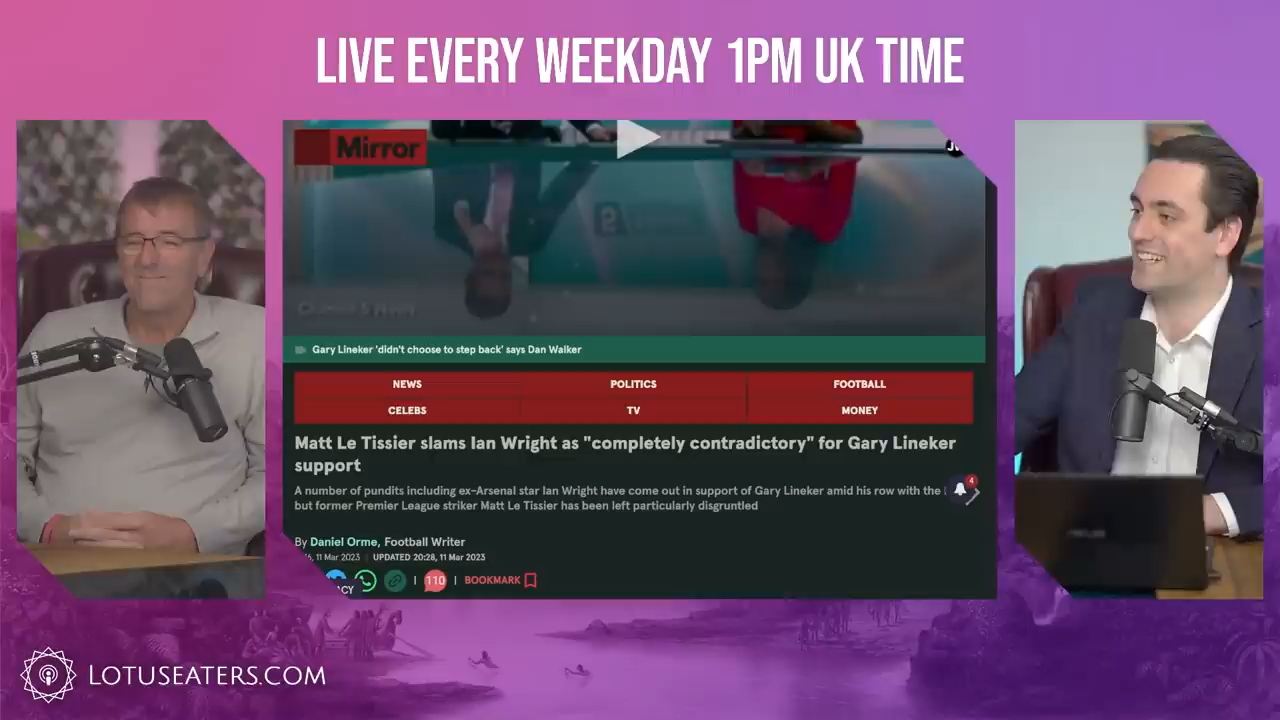 LIVE EVERY WEEKDAY 1PM UK TIME
Mirror
Gary Lineker 'didn't choose to step back' says Dan Walker
NEWS
POLITICS
FOOTBALL
CELEBS
TV
MONEY
Matt Le Tissier slams Ian Wright as "completely contradictory" for Gary Lineker
support
A number of pundits including ex-Arsenal star Ian Wright have come out in support of Gary Lineker amid his row with the
but former Premier League striker Matt Le Tissier has been left particularly disgruntled
4
By Daniel Orme, Football Writer
11 Mar 2023 | UPDATED 20:28, 11 Mar 2023
110 | BOOKMARK
LOTUSEATERS.COM